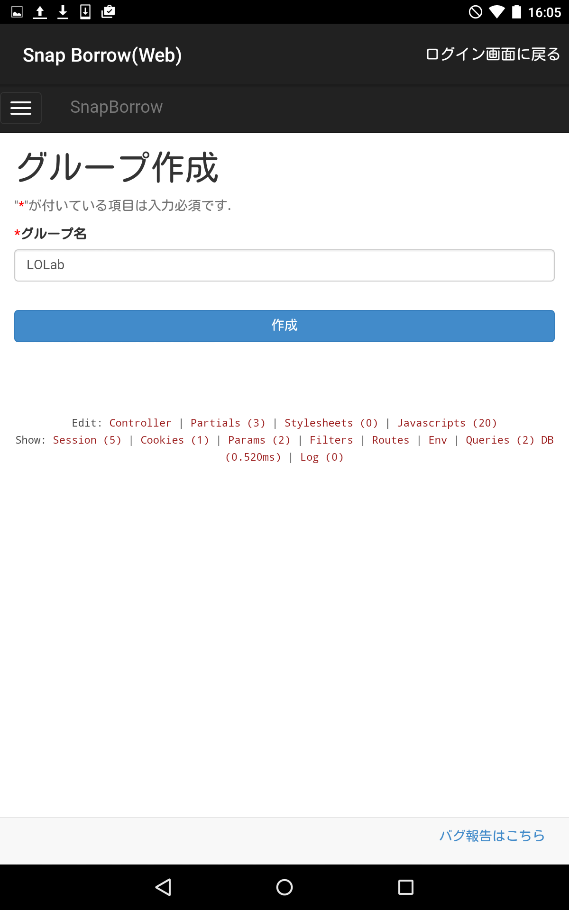 16:05
Snap Borrow(Web)
ログイン画面に戻る
SnapBorrow
グループ作成
"*"が付いている項目は入力必須です.
*グループ名
LOLab
作成
Edit: Controller | Partials (3) | Stylesheets (0) | Javascripts (20)
Show: Session (5) | Cookies (1) | Params (2) | Filters | Routes | Env | Queries (2) DB
(0.520ms) | Log (0)
バグ報告はこちら